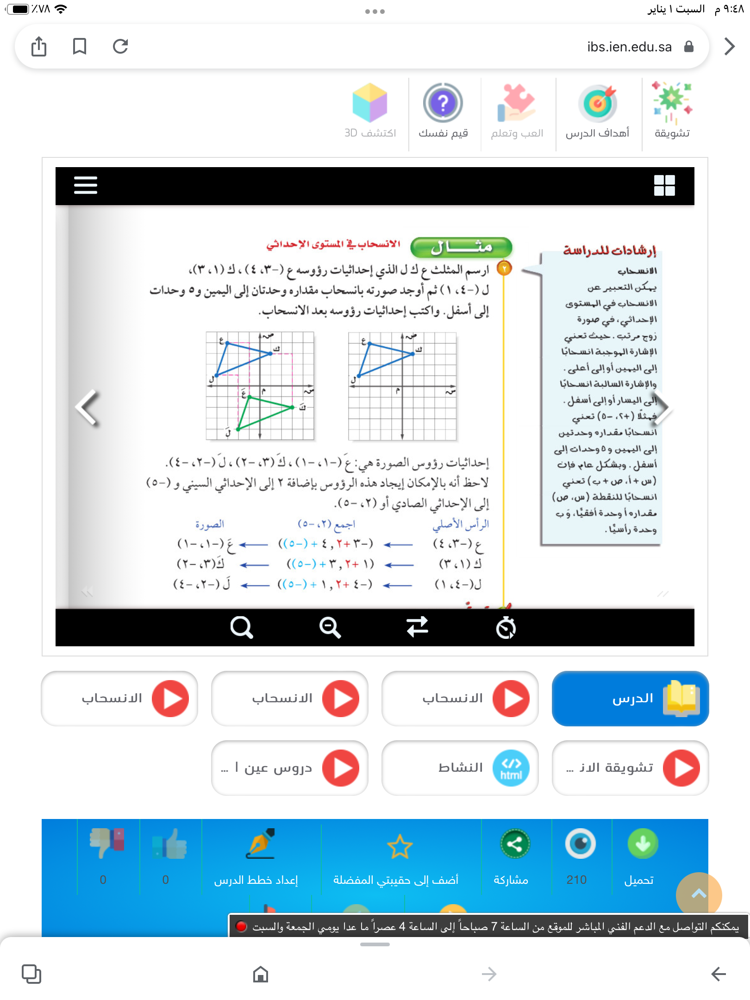 ٩:٤٨ م السبت ١ يناير
٪٧٨
ibs.ien.edu.sa
تشويقة
أهداف الدرس
العب وتعلم
قيم نفسك
اكتشف 3D
مثـــــال
الانسحاب في المستوى الإحداثي
٢
ارسم المثلث ع ك ل الذي إحداثيات رؤوسه ع (-٣، ٤)، ك (١، ٣)،
ل (-٤، ١) ثم أوجد صورته بانسحاب مقداره وحدتان إلى اليمين و٥ وحدات
إلى أسفل. واكتب إحداثيات رؤوسه بعد الانسحاب.
ص
ع
ك
ل
م
س
ص
ع
ك
ل
م
س
عَ
كَ
لَ
إحداثيات رؤوس الصورة هي: عَ (-١، -١)، كَ (٣، -٢)، لَ (-٢، -٤).
لاحظ أنه بالإمكان إيجاد هذه الرؤوس بإضافة ٢ إلى الإحداثي السيني و (-٥)
إلى الإحداثي الصادي أو (٢، -٥).
الرأس الأصلي اجمع (٢، -٥) الصورة
ع (-٣، ٤) (-٣ +٢, ٤ + (-٥)) عَ (-١، -١)
ك (١، ٣) (١ +٢, ٣ + (-٥)) كَ(٣، -٢)
ل(-٤، ١) (-٤ +٢, ١ + (-٥)) لَ (-٢، -٤)
إرشادات للدراسة
الانسحاب
يمكن التعبير عن
الانسحاب في المستوى
الإحداثي، في صورة
زوج مرتب. حيث تعني
الإشارة الموجبة انسحابًا
إلى اليمين أو إلى أعلى.
والإشارة السالبة انسحابًا
إلى اليسار أو إلى أسفل.
فمثلًا (+٢، -٥) تعني
انسحابًا مقداره وحدتين
إلى اليمين و ٥ وحدات إلى
أسفل. وبشكل عام فإن
(س + أ، ص + ب) تعني
انسحابًا للنقطة (س، ص)
مقداره أ وحدة أفقيًّا، وَ ب
وحدة رأسيًّا.
الدرس
الانسحاب
الانسحاب
الانسحاب
تشويقة الانـ ...
html
النشاط
دروس عين ا ...
تحميل
210
مشاركة
أضف إلى حقيبتي المفضلة
إعداد خطط الدرس
0
0
يمكنكم التواصل مع الدعم الفني المباشر للموقع من الساعة 7 صباحاً إلى الساعة 4 عصراً ما عدا يومي الجمعة والسبت